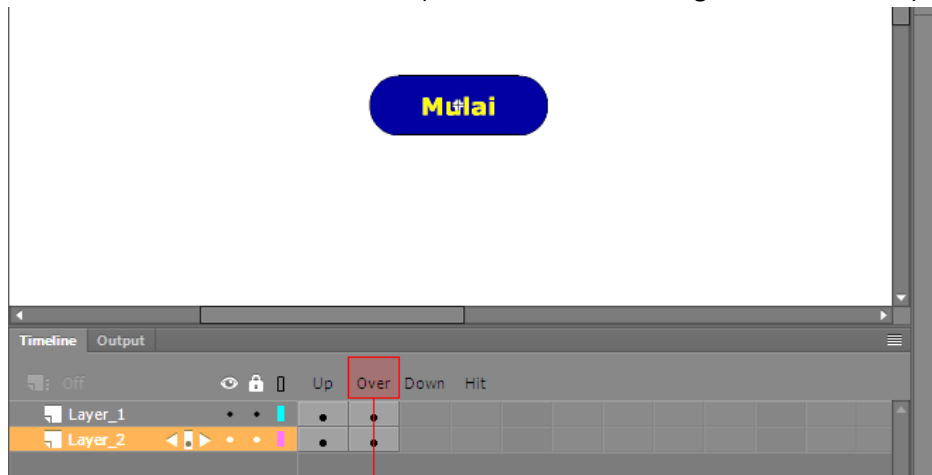 Mulai
Timeline Output
Off Up Over Down Hit
Layer_1
Layer_2